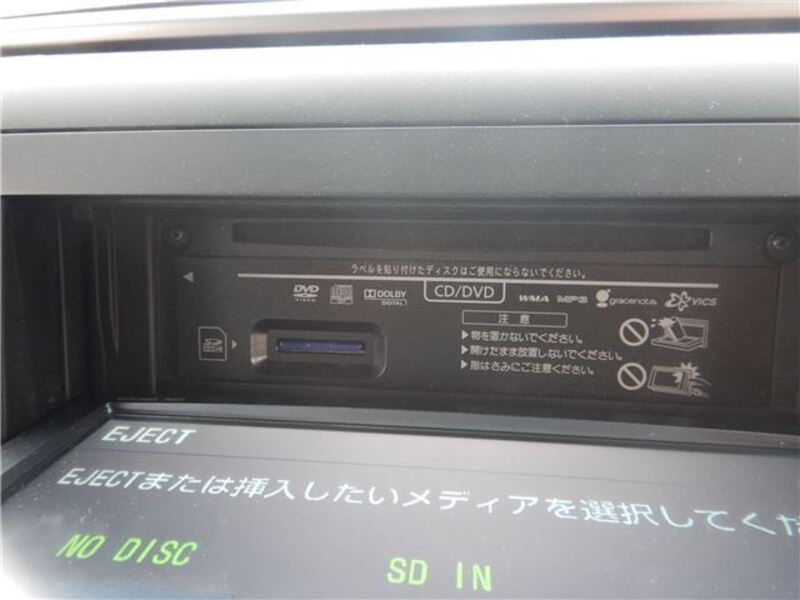 ラベルを貼り付けたディスクはご使用にならないでください。
DVD VIDEO DOLBY DIGITAL CD/DVD WMA MP3 gracenote. VICS
注意
▶物を置かないでください。
▶開けたまま放置しないでください。
▶指はさみにご注意ください。
SD
EJECT
EJECTまたは挿入したいメディアを選択してくだ
NO DISC
SD IN